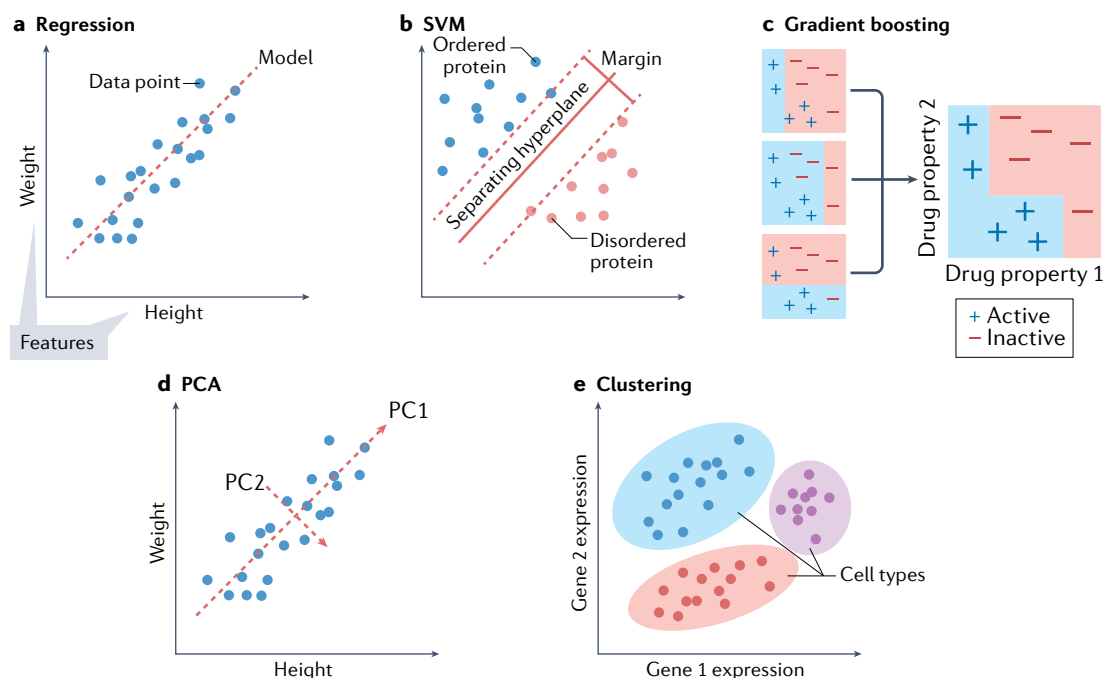 a Regression
Data point
Model
Weight
Height
Features
b SVM
Ordered
protein
Margin
Separating hyperplane
Disordered
protein
c Gradient boosting
+
+
+
+
+
−
−
−
−
−
+
+
+
+
+
−
−
−
−
−
+
+
+
+
+
−
−
−
−
−
Drug property 2
+
+
+
+
+
−
−
−
−
−
Drug property 1
+ Active
− Inactive
d PCA
PC1
PC2
Weight
Height
e Clustering
Gene 2 expression
Cell types
Gene 1 expression